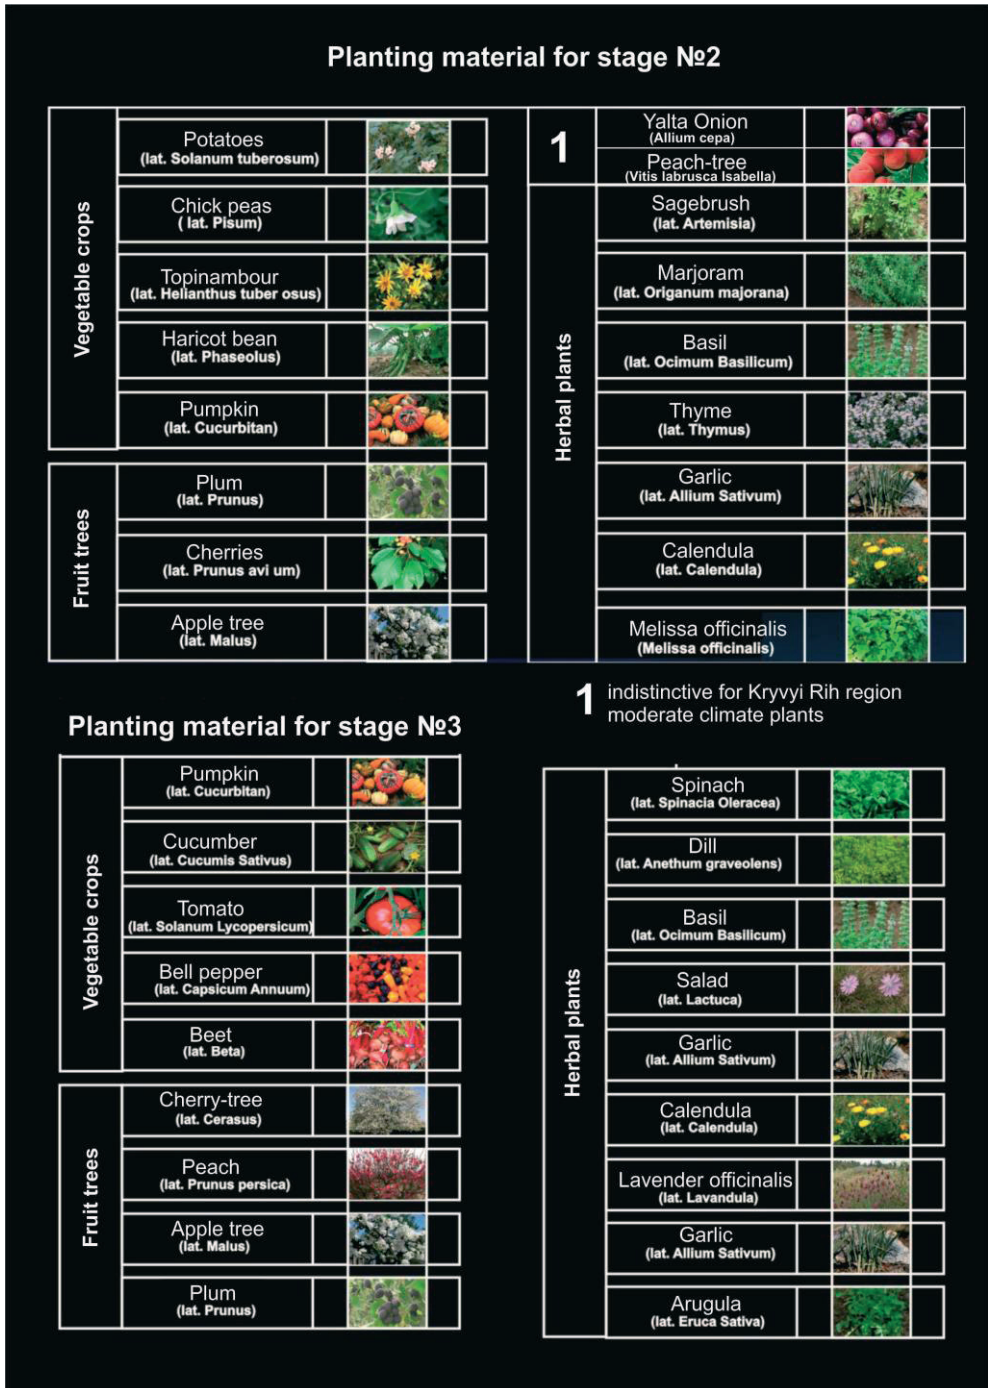 Planting material for stage №2
Vegetable crops
Potatoes
(lat. Solanum tuberosum)
Chick peas
( lat. Pisum)
Topinambour
(lat. Helianthus tuber osus)
Haricot bean
(lat. Phaseolus)
Pumpkin
(lat. Cucurbitan)
Fruit trees
Plum
(lat. Prunus)
Cherries
(lat. Prunus avi um)
Apple tree
(lat. Malus)
1
Yalta Onion
(Allium cepa)
Peach-tree
(Vitis labrusca Isabella)
Herbal plants
Sagebrush
(lat. Artemisia)
Marjoram
(lat. Origanum majorana)
Basil
(lat. Ocimum Basilicum)
Thyme
(lat. Thymus)
Garlic
(lat. Allium Sativum)
Calendula
(lat. Calendula)
Melissa officinalis
(Melissa officinalis)
1 indistinctive for Kryvyi Rih region
moderate climate plants
Planting material for stage №3
Vegetable crops
Pumpkin
(lat. Cucurbitan)
Cucumber
(lat. Cucumis Sativus)
Tomato
(lat. Solanum Lycopersicum)
Bell pepper
(lat. Capsicum Annuum)
Beet
(lat. Beta)
Fruit trees
Cherry-tree
(lat. Cerasus)
Peach
(lat. Prunus persica)
Apple tree
(lat. Malus)
Plum
(lat. Prunus)
Herbal plants
Spinach
(lat. Spinacia Oleracea)
Dill
(lat. Anethum graveolens)
Basil
(lat. Ocimum Basilicum)
Salad
(lat. Lactuca)
Garlic
(lat. Allium Sativum)
Calendula
(lat. Calendula)
Lavender officinalis
(lat. Lavandula)
Garlic
(lat. Allium Sativum)
Arugula
(lat. Eruca Sativa)